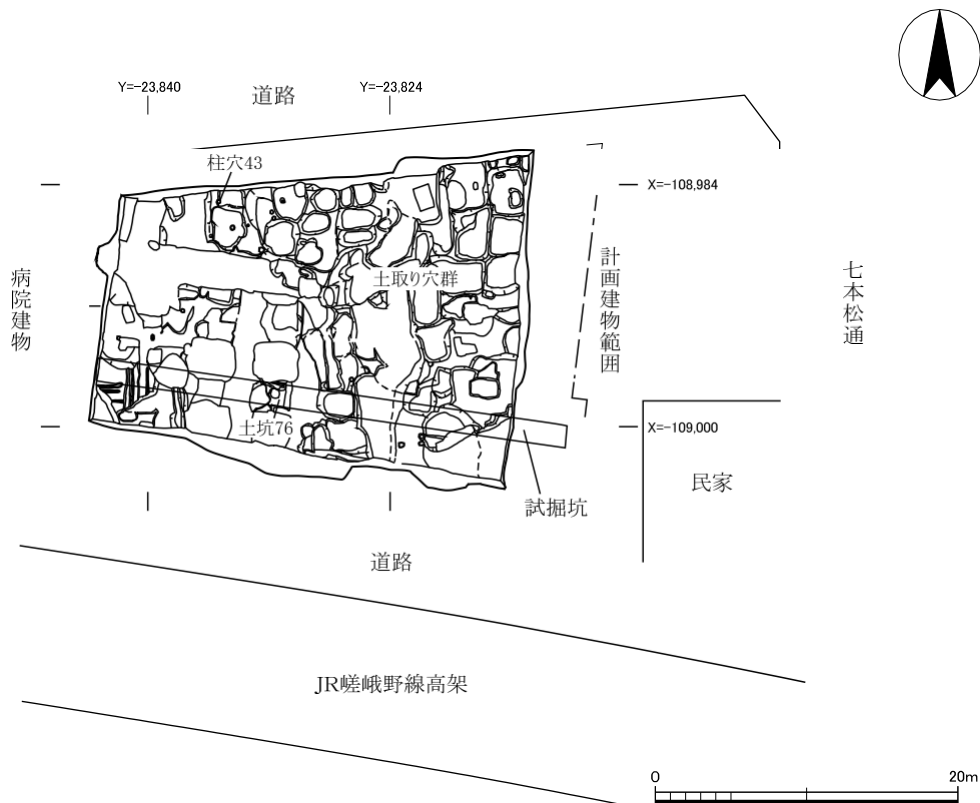 Y=-23,840
Y=-23,824
道路
柱穴43
X=-108,984
土取り穴群
病院建物
計画建物範囲
七本松通
土坑76
X=-109,000
民家
試掘坑
道路
JR嵯峨野線高架
0
20m